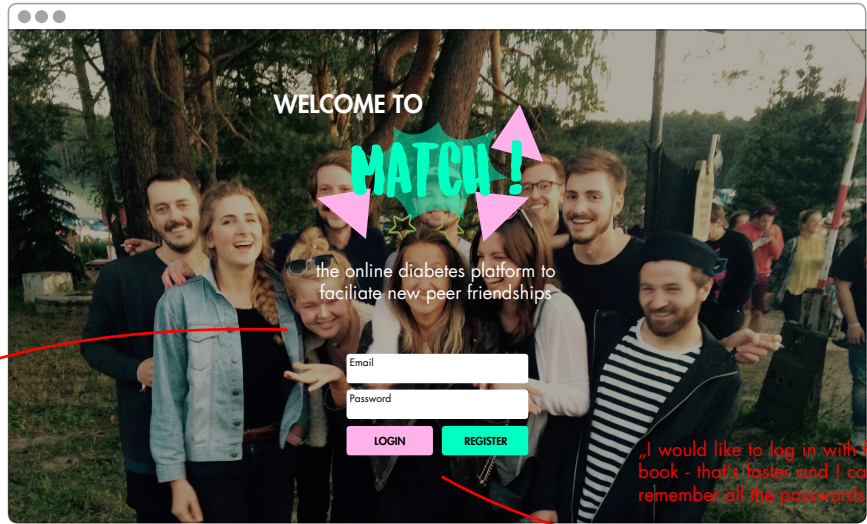 WELCOME TO
MATCH !
the online diabetes platform to
faciliate new peer friendships
Email
Password
LOGIN
REGISTER
„I would like to log in with
book - that's faster and I
remember all the passwords